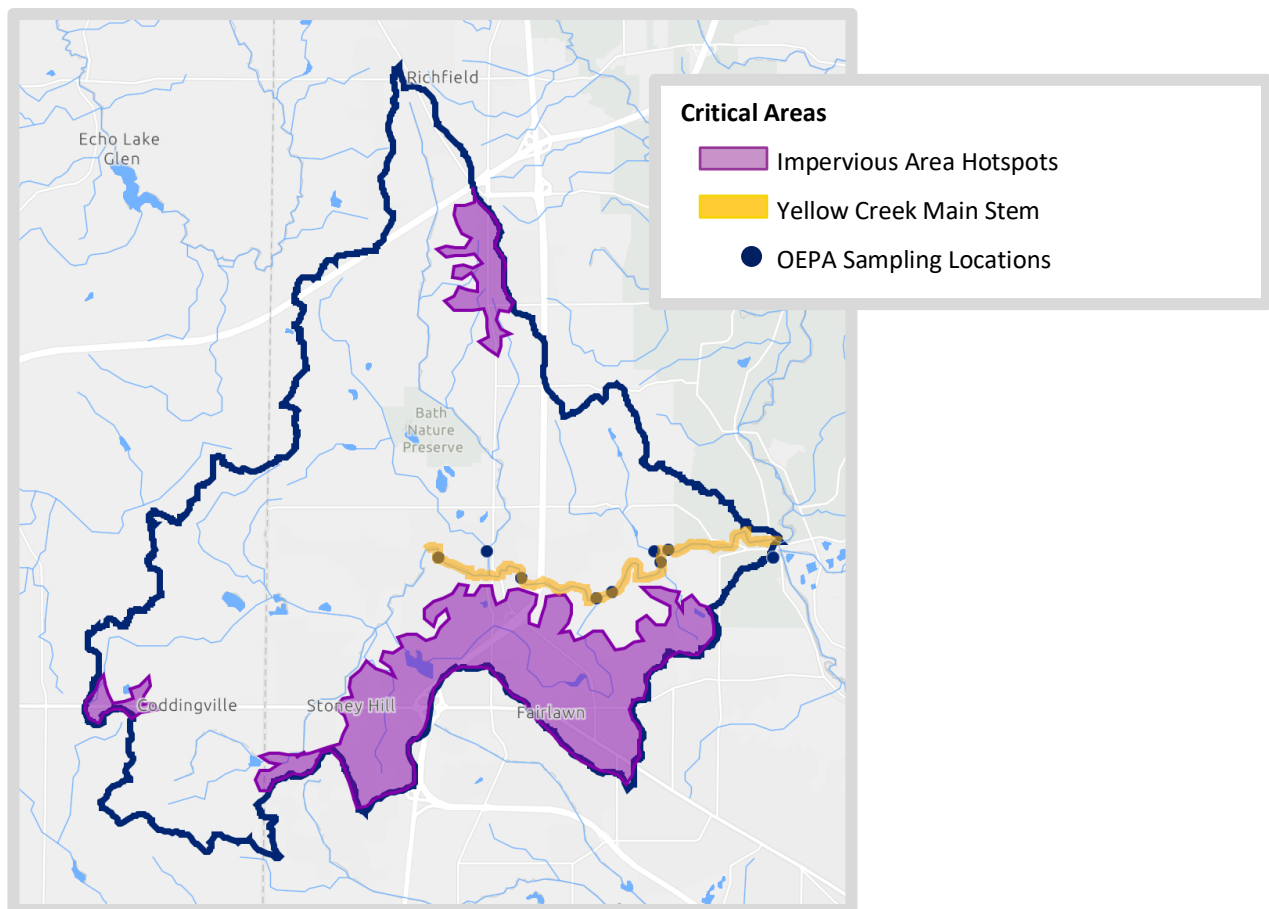 Richfield
Echo Lake
Glen
Critical Areas
Impervious Area Hotspots
Yellow Creek Main Stem
OEPA Sampling Locations
Bath
Nature
Preserve
Coddingville
Stoney Hill
Fairlawn